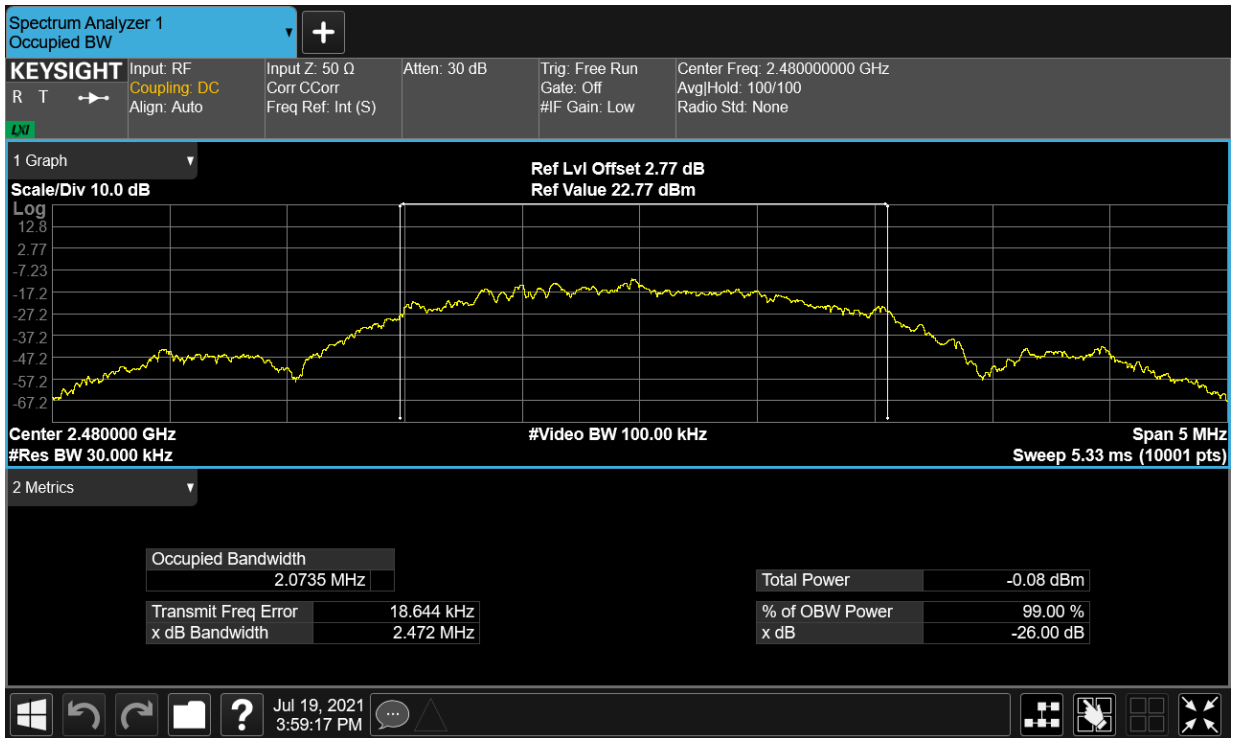 Spectrum Analyzer 1
Occupied BW
KEYSIGHT
R T
LXI
Input: RF
Coupling: DC
Align: Auto
Input Z: 50 Ω
Corr CCorr
Freq Ref: Int (S)
Atten: 30 dB
Trig: Free Run
Gate: Off
#IF Gain: Low
Center Freq: 2.480000000 GHz
Avg|Hold: 100/100
Radio Std: None
1 Graph
Scale/Div 10.0 dB
Ref Lvl Offset 2.77 dB
Ref Value 22.77 dBm
Log
12.8
2.77
-7.23
-17.2
-27.2
-37.2
-47.2
-57.2
-67.2
Center 2.480000 GHz
#Video BW 100.00 kHz
Span 5 MHz
#Res BW 30.000 kHz
Sweep 5.33 ms (10001 pts)
2 Metrics
Occupied Bandwidth
2.0735 MHz
Transmit Freq Error 18.644 kHz
x dB Bandwidth 2.472 MHz
Total Power -0.08 dBm
% of OBW Power 99.00 %
x dB -26.00 dB
Jul 19, 2021
3:59:17 PM